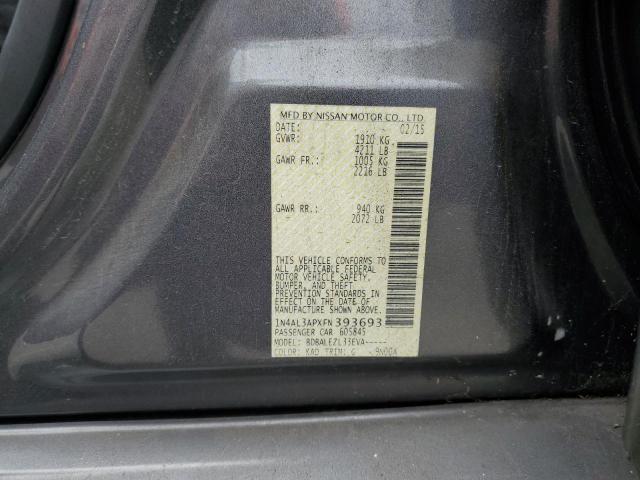 MFD BY NISSAN MOTOR CO., LTD
DATE: 02/15
GVWR: 1910 KG
4211 LB
GAWR FR.: 1005 KG
2216 LB
GAWR RR.: 940 KG
2072 LB
THIS VEHICLE CONFORMS TO
ALL APPLICABLE FEDERAL
MOTOR VEHICLE SAFETY,
BUMPER, AND THEFT
PREVENTION STANDARDS IN
EFFECT ON THE DATE OF
MANUFACTURE SHOWN ABOVE.
1N4AL3APXFN393693
PASSENGER CAR 605845
MODEL: BDBALEZL33EVA-----
COLOR: KAD TRIM: G - 9N00A